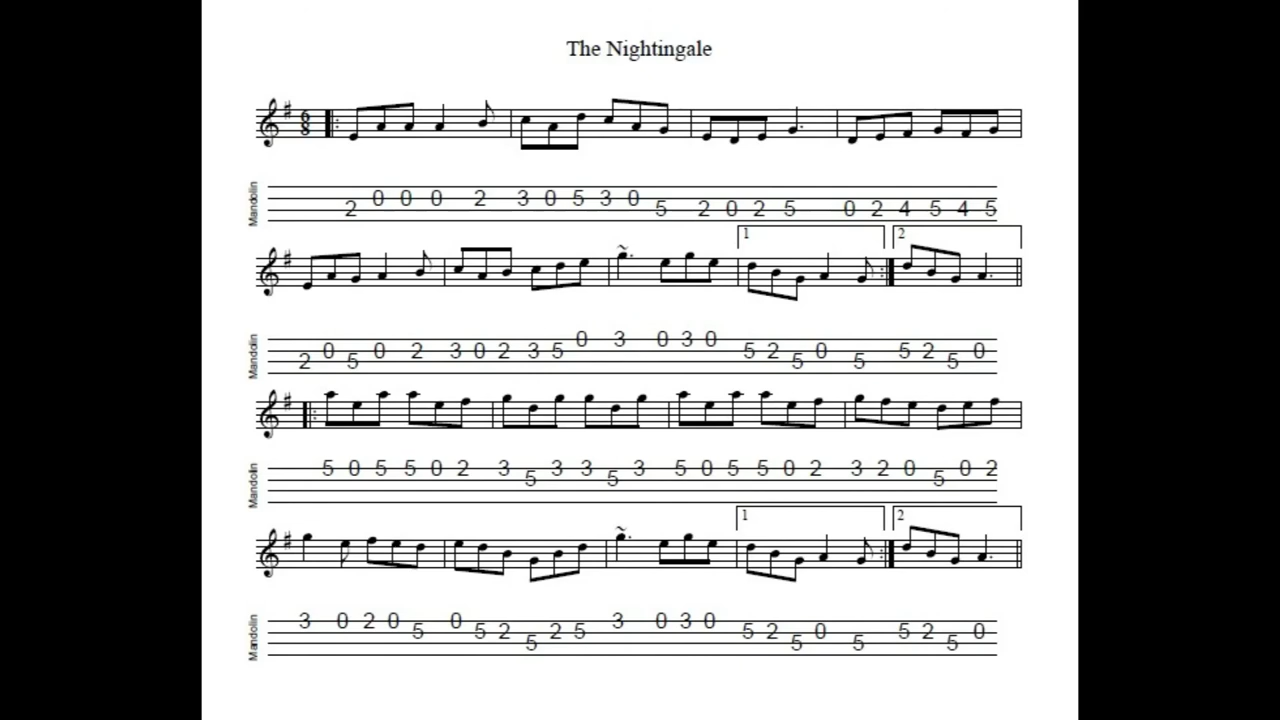 The Nightingale
6
8
Mandolin
2 0 0 0 2 3 0 5 3 0 5 2 0 2 5 0 2 4 5 4 5
1 2
Mandolin
2 0 5 0 2 3 0 2 3 5 0 3 0 3 0 5 2 5 0 5 5 2 5 0
Mandolin
5 0 5 5 0 2 3 5 3 3 5 3 5 0 5 5 0 2 3 2 0 5 0 2
1 2
Mandolin
3 0 2 0 5 0 5 2 5 2 5 3 0 3 0 5 2 5 0 5 5 2 5 0